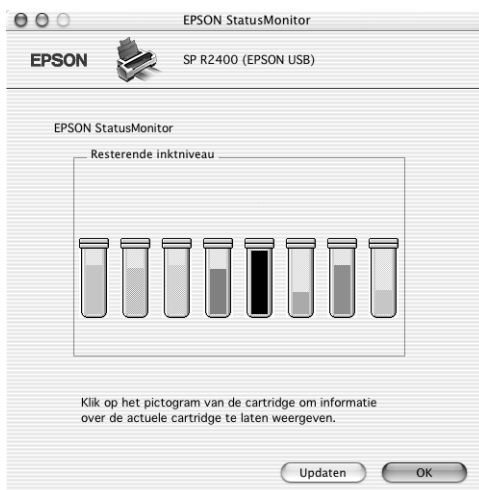 EPSON StatusMonitor
EPSON
SP R2400 (EPSON USB)
EPSON StatusMonitor
Resterende inktniveau
Klik op het pictogram van de cartridge om informatie
over de actuele cartridge te laten weergeven.
Updaten
OK